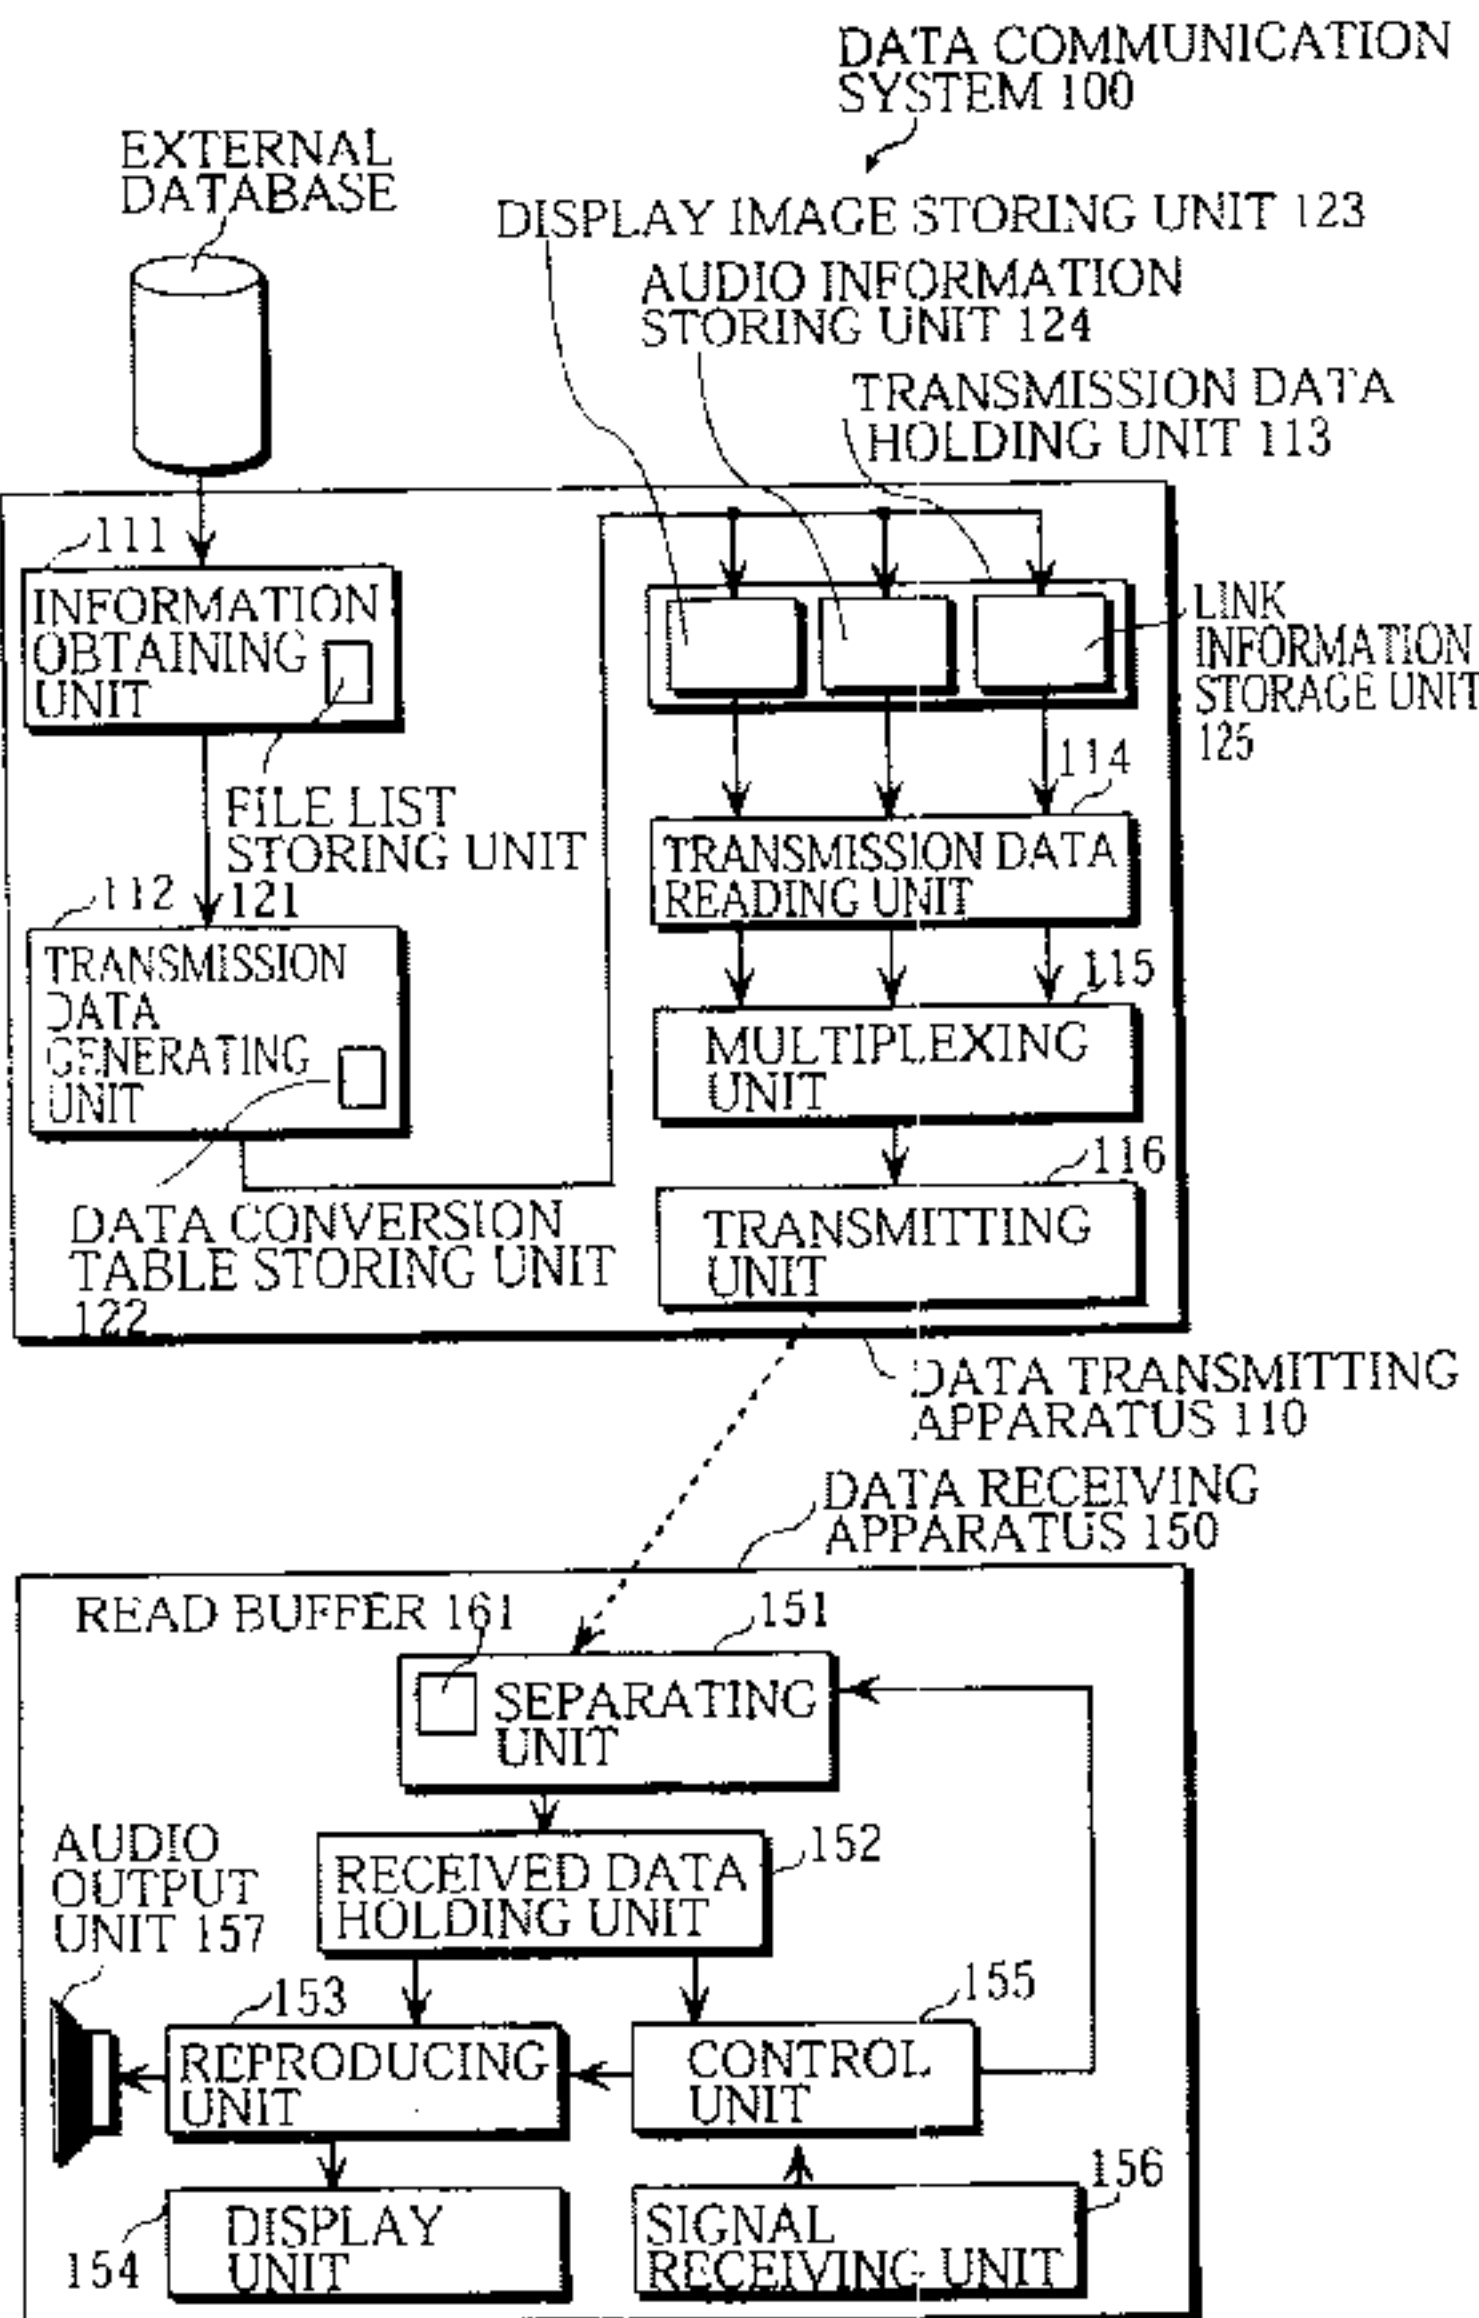 DATA COMMUNICATION
SYSTEM 100
EXTERNAL
DATABASE
DISPLAY IMAGE STORING UNIT 123
AUDIO INFORMATION
STORING UNIT 124
TRANSMISSION DATA
HOLDING UNIT 113
111
INFORMATION
OBTAINING
UNIT
LINK
INFORMATION
STORAGE UNIT
125
FILE LIST
STORING UNIT
121
114
TRANSMISSION DATA
READING UNIT
112
TRANSMISSION
DATA
GENERATING
UNIT
115
MULTIPLEXING
UNIT
116
TRANSMITTING
UNIT
DATA CONVERSION
TABLE STORING UNIT
122
DATA TRANSMITTING
APPARATUS 110
DATA RECEIVING
APPARATUS 150
READ BUFFER 161
151
SEPARATING
UNIT
AUDIO
OUTPUT
UNIT 157
152
RECEIVED DATA
HOLDING UNIT
153
REPRODUCING
UNIT
155
CONTROL
UNIT
154
DISPLAY
UNIT
156
SIGNAL
RECEIVING UNIT